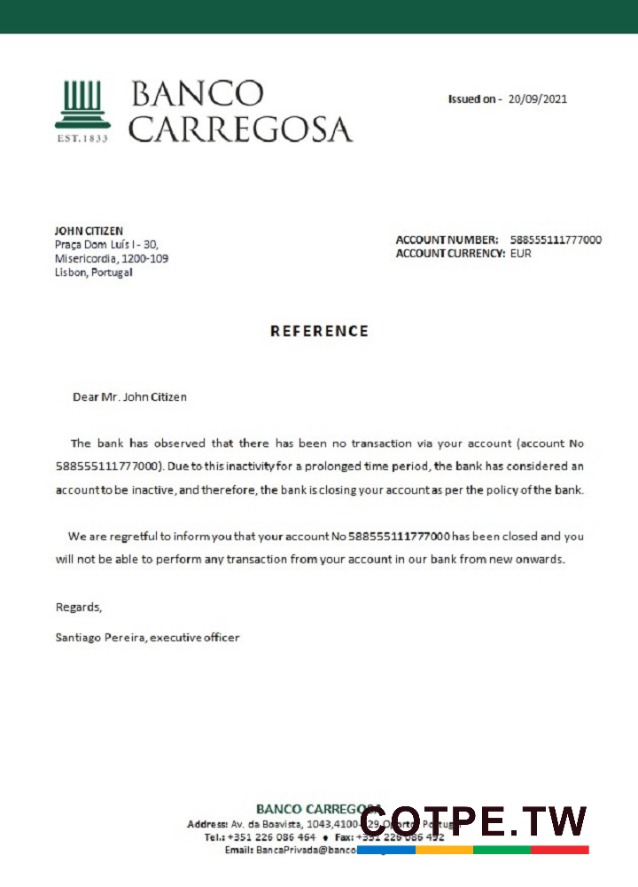 BANCO
CARREGOSA
EST.1833
Issued on - 20/09/2021
JOHN CITIZEN
Praça Dom Luís I - 30,
Misericordia, 1200-109
Lisbon, Portugal
ACCOUNT NUMBER: 588555111777000
ACCOUNT CURRENCY: EUR
REFERENCE
Dear Mr. John Citizen
The bank has observed that there has been no transaction via your account (account No
588555111777000). Due to this inactivity for a prolonged time period, the bank has considered an
account to be inactive, and therefore, the bank is closing your account as per the policy of the bank.
We are regretful to inform you that your account No 588555111777000 has been closed and you
will not be able to perform any transaction from your account in our bank from new onwards.
Regards,
Santiago Pereira, executive officer
BANCO CARREGOSA
Address: Av. da Boavista, 1043,4100-
Tel.: +351 226 086 464 • Fax: +351 226 086 492
Email: BancaPrivada@banco
COTPE.TW